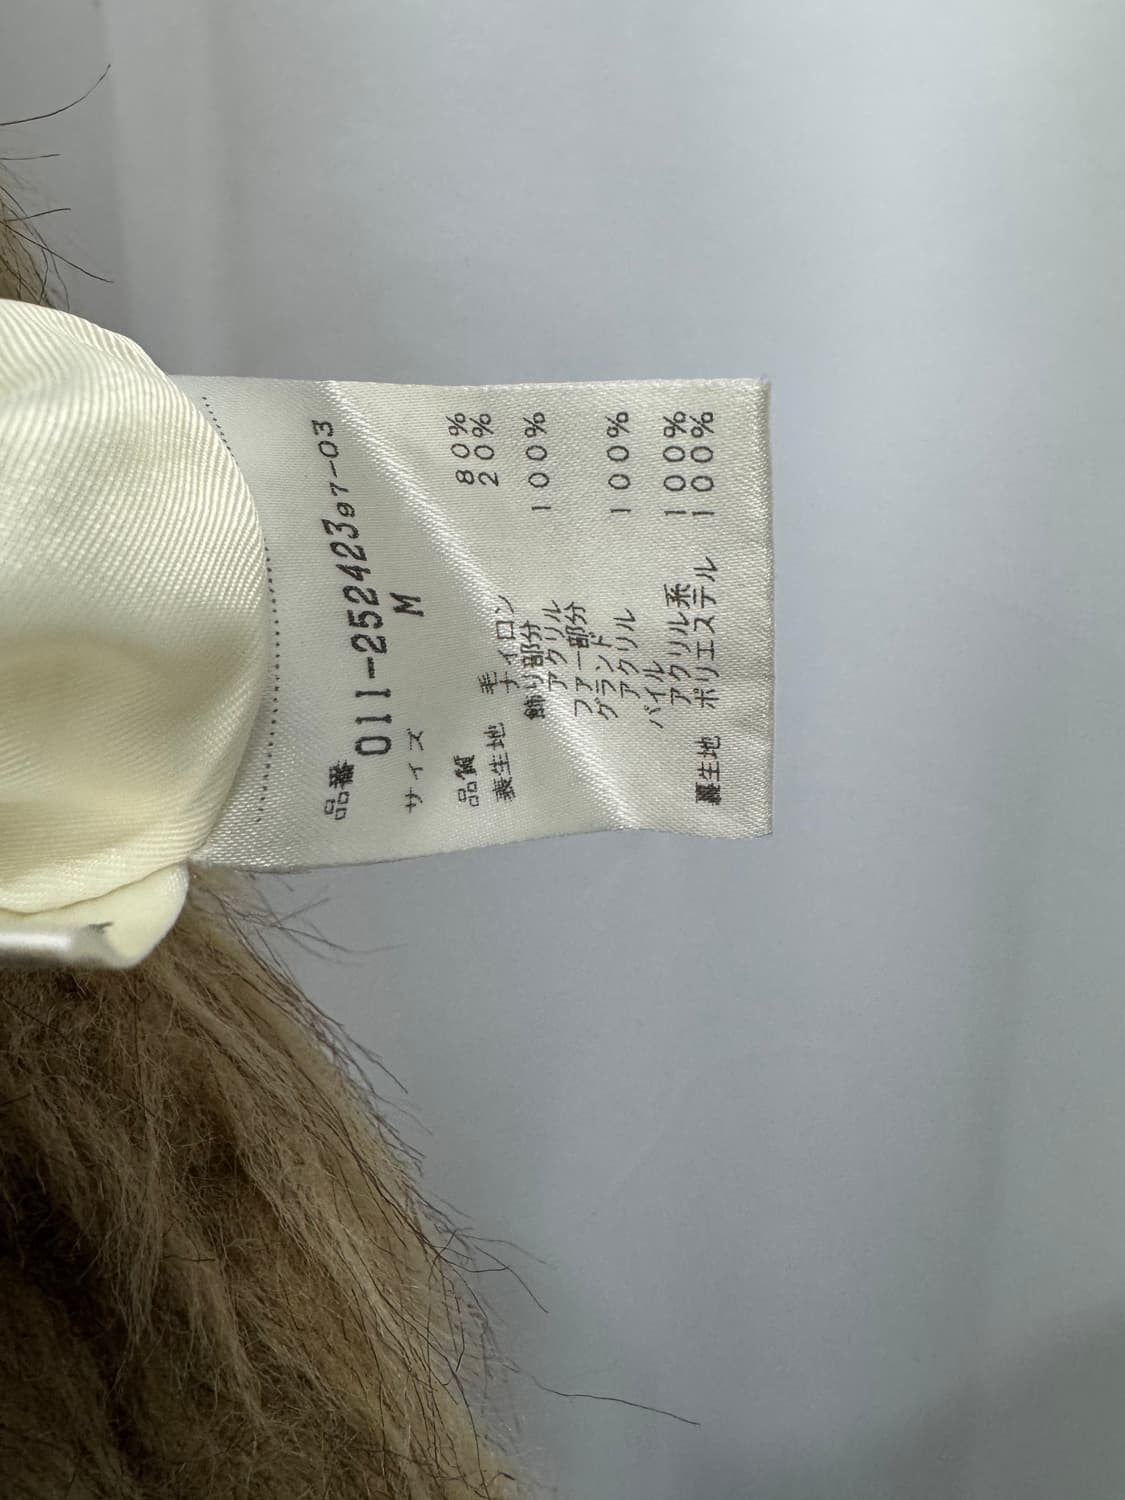 品番
011-25242397-03
サイズ M
品質
表生地 毛 80%
ナイロン 20%
飾り部分
アクリル 100%
ファー部分
グランド
アクリル 100%
パイル
アクリル系 100%
裏生地 ポリエステル 100%